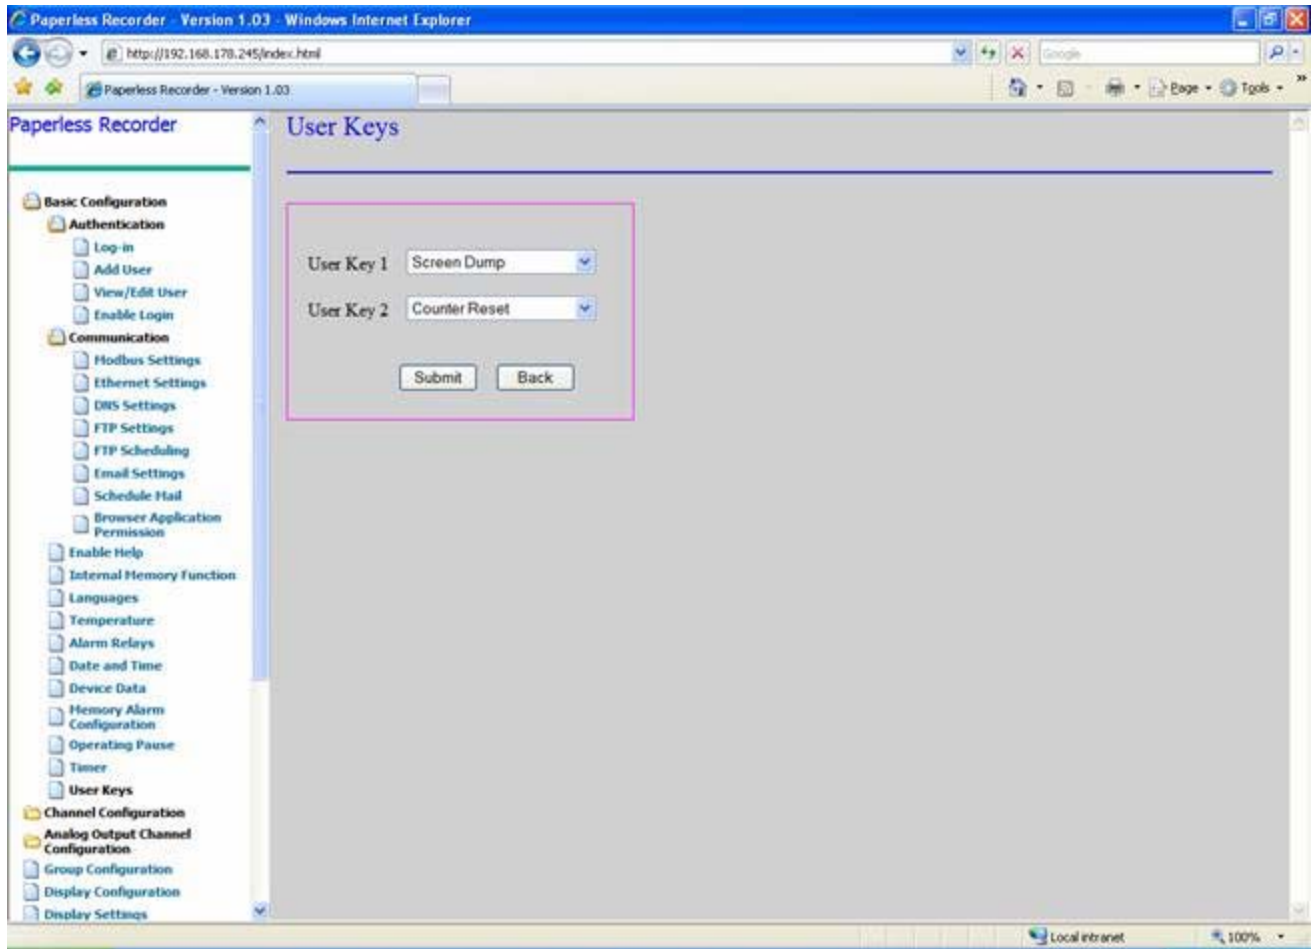 Paperless Recorder - Version 1.03 - Windows Internet Explorer
http://192.168.178.245/index.html
Google
Paperless Recorder - Version 1.03
Page
Tools
Paperless Recorder
Basic Configuration
Authentication
Log-in
Add User
View/Edit User
Enable Login
Communication
Modbus Settings
Ethernet Settings
DNS Settings
FTP Settings
FTP Scheduling
Email Settings
Schedule Mail
Browser Application
Permission
Enable Help
Internal Memory Function
Languages
Temperature
Alarm Relays
Date and Time
Device Data
Memory Alarm
Configuration
Operating Pause
Timer
User Keys
Channel Configuration
Analog Output Channel
Configuration
Group Configuration
Display Configuration
Display Settings
User Keys
User Key 1 Screen Dump
User Key 2 Counter Reset
Submit Back
Local intranet
100%